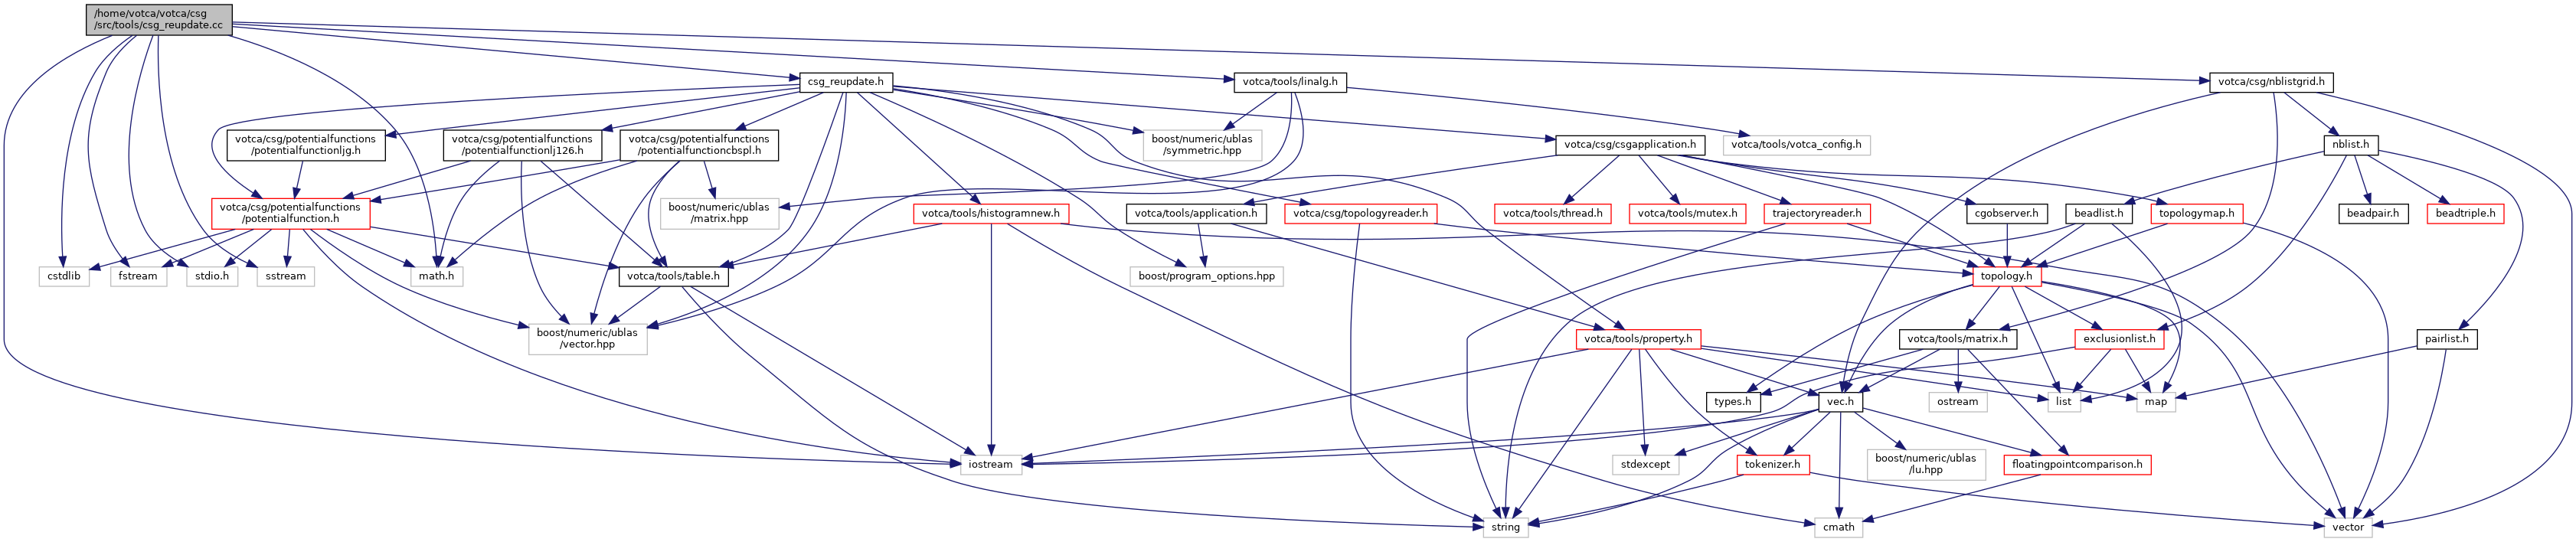 /home/votca/votca/csg
/src/tools/csg_reupdate.cc
csg_reupdate.h
votca/tools/linalg.h
votca/csg/nblistgrid.h
votca/csg/potentialfunctions
/potentialfunctionljg.h
votca/csg/potentialfunctions
/potentialfunctionlj126.h
votca/csg/potentialfunctions
/potentialfunctioncbspl.h
boost/numeric/ublas
/symmetric.hpp
votca/csg/csgapplication.h
votca/tools/votca_config.h
nblist.h
votca/csg/potentialfunctions
/potentialfunction.h
boost/numeric/ublas
/matrix.hpp
votca/tools/histogramnew.h
votca/tools/application.h
votca/csg/topologyreader.h
votca/tools/thread.h
votca/tools/mutex.h
trajectoryreader.h
cgobserver.h
beadlist.h
topologymap.h
beadpair.h
beadtriple.h
cstdlib
fstream
stdio.h
sstream
math.h
votca/tools/table.h
boost/program_options.hpp
topology.h
boost/numeric/ublas
/vector.hpp
votca/tools/property.h
votca/tools/matrix.h
exclusionlist.h
pairlist.h
types.h
vec.h
ostream
list
map
iostream
stdexcept
tokenizer.h
boost/numeric/ublas
/lu.hpp
floatingpointcomparison.h
string
cmath
vector